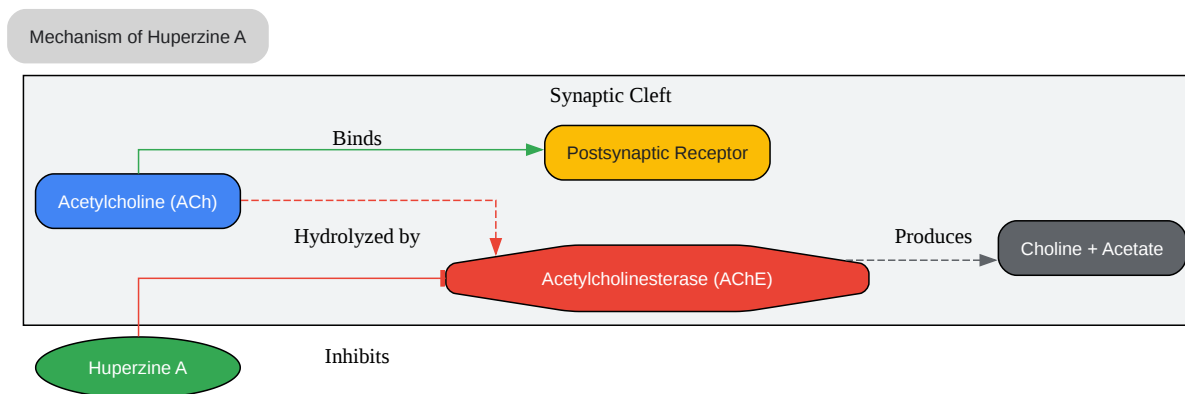 Mechanism of Huperzine A
Synaptic Cleft
Binds
Postsynaptic Receptor
Acetylcholine (ACh)
Hydrolyzed by
Produces
Choline + Acetate
Acetylcholinesterase (AChE)
Inhibits
Huperzine A